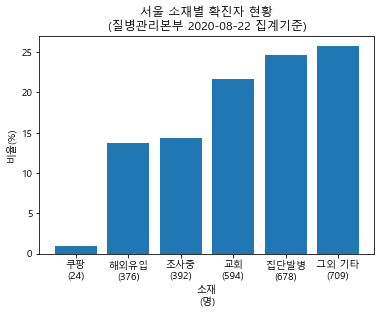 서울 소재별 확진자 현황
(질병관리본부 2020-08-22 집계기준)
25
20
15
10
5
0
비율(%)
쿠팡 해외유입 조사중 교회 집단발병 그외 기타
(24) (376) (392) (594) (678) (709)
소재
(명)